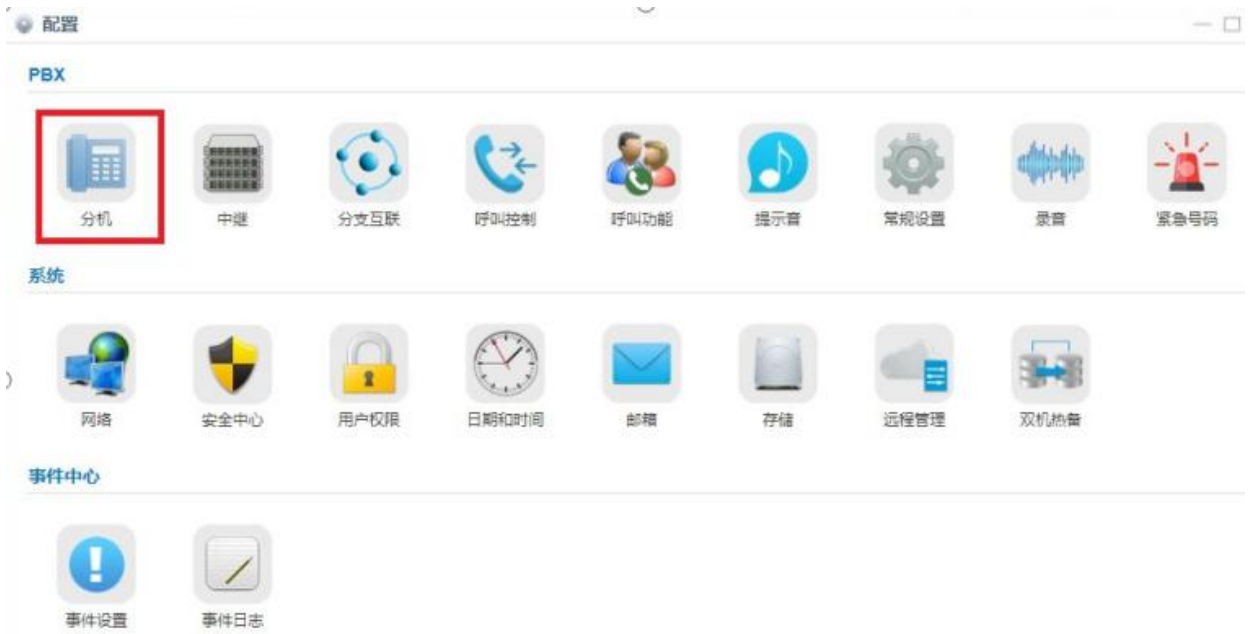 配置
PBX
分机 中继 分支互联 呼叫控制 呼叫功能 提示音 常规设置 录音 紧急号码
系统
网络 安全中心 用户权限 日期和时间 邮箱 存储 远程管理 双机热备
事件中心
事件设置 事件日志